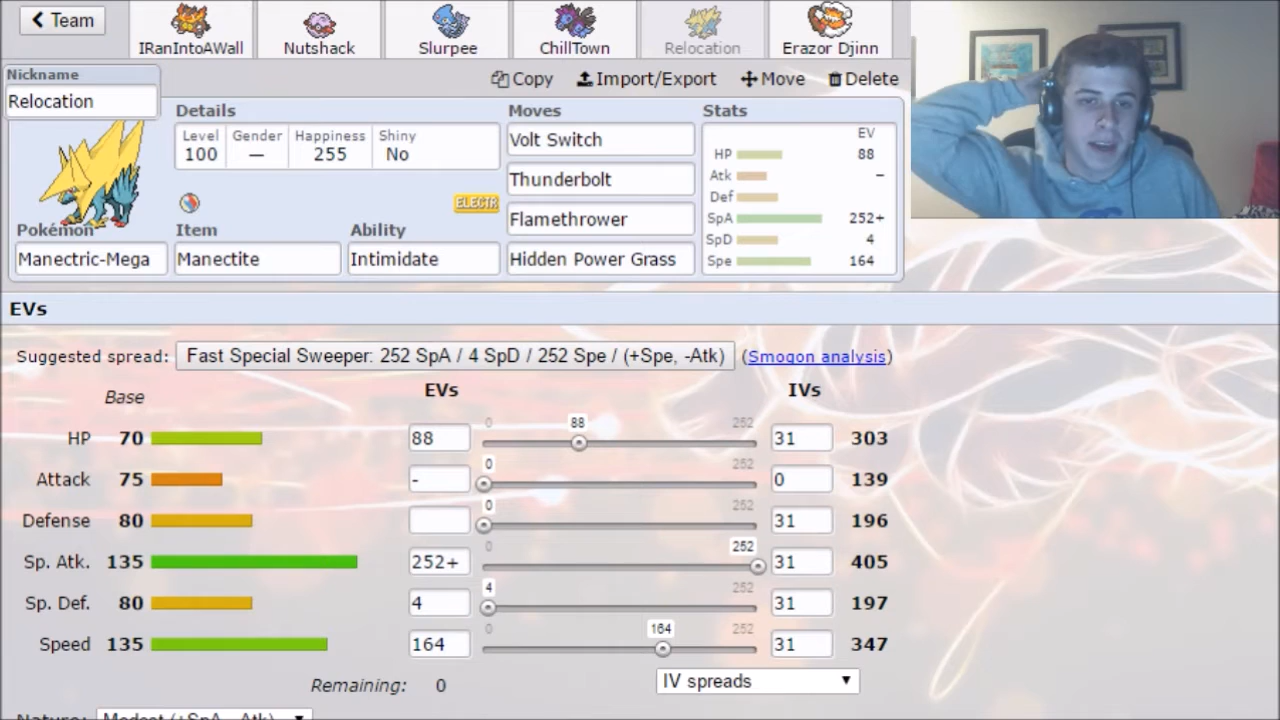 Team
IRanIntoAWall
Nutshack
Slurpee
ChillTown
Relocation
Erazor Djinn
Nickname
Relocation
Copy
Import/Export
Move
Delete
Details
Level Gender Happiness Shiny
100 — 255 No
ELECTR
Pokémon
Manectric-Mega
Item
Manectite
Ability
Intimidate
Moves
Volt Switch
Thunderbolt
Flamethrower
Hidden Power Grass
Stats
EV
HP 88
Atk –
Def
SpA 252+
SpD 4
Spe 164
EVs
Suggested spread: Fast Special Sweeper: 252 SpA / 4 SpD / 252 Spe / (+Spe, -Atk) (Smogon analysis)
Base EVs IVs
0 88 252
HP 70 88 31 303
0 252
Attack 75 - 0 139
0 252
Defense 80 31 196
0 252
Sp. Atk. 135 252+ 31 405
4 252
Sp. Def. 80 4 31 197
0 164 252
Speed 135 164 31 347
Remaining: 0 IV spreads
Nature: Modest (+SpA, -Atk)